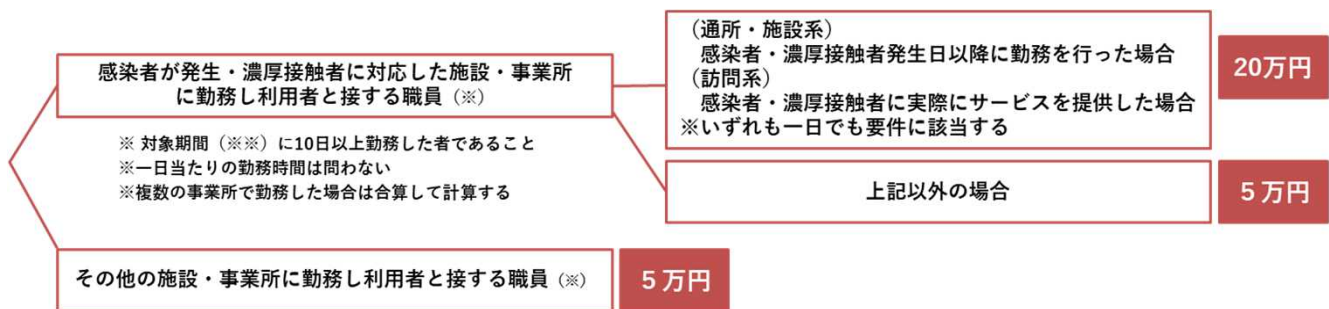 感染者が発生・濃厚接触者に対応した施設・事業所
に勤務し利用者と接する職員（※）
※ 対象期間（※※）に10日以上勤務した者であること
※一日当たりの勤務時間は問わない
※複数の事業所で勤務した場合は合算して計算する
（通所・施設系）
感染者・濃厚接触者発生日以降に勤務を行った場合
（訪問系）
感染者・濃厚接触者に実際にサービスを提供した場合
※いずれも一日でも要件に該当する
20万円
上記以外の場合
５万円
その他の施設・事業所に勤務し利用者と接する職員（※）
５万円